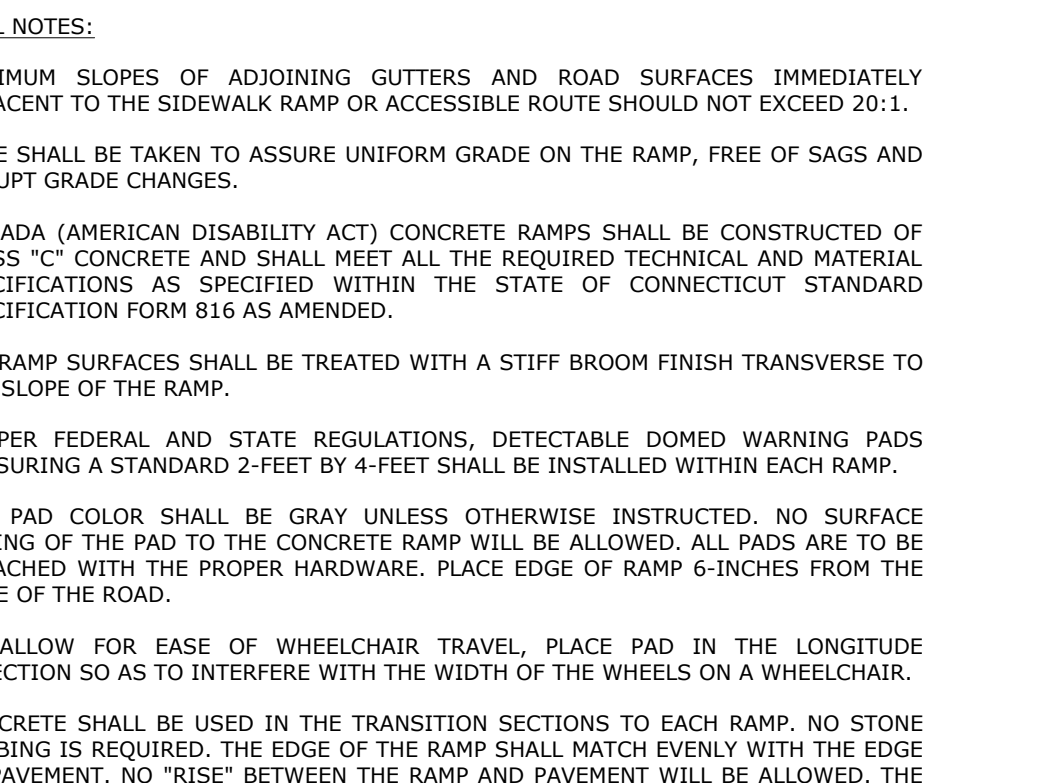 L NOTES:
IMUM SLOPES OF ADJOINING GUTTERS AND ROAD SURFACES IMMEDIATELY
ACENT TO THE SIDEWALK RAMP OR ACCESSIBLE ROUTE SHOULD NOT EXCEED 20:1.
E SHALL BE TAKEN TO ASSURE UNIFORM GRADE ON THE RAMP, FREE OF SAGS AND
UPT GRADE CHANGES.
ADA (AMERICAN DISABILITY ACT) CONCRETE RAMPS SHALL BE CONSTRUCTED OF
SS "C" CONCRETE AND SHALL MEET ALL THE REQUIRED TECHNICAL AND MATERIAL
CIFICATIONS AS SPECIFIED WITHIN THE STATE OF CONNECTICUT STANDARD
CIFICATION FORM 816 AS AMENDED.
RAMP SURFACES SHALL BE TREATED WITH A STIFF BROOM FINISH TRANSVERSE TO
SLOPE OF THE RAMP.
PER FEDERAL AND STATE REGULATIONS, DETECTABLE DOMED WARNING PADS
SURING A STANDARD 2-FEET BY 4-FEET SHALL BE INSTALLED WITHIN EACH RAMP.
PAD COLOR SHALL BE GRAY UNLESS OTHERWISE INSTRUCTED. NO SURFACE
ING OF THE PAD TO THE CONCRETE RAMP WILL BE ALLOWED. ALL PADS ARE TO BE
ACHED WITH THE PROPER HARDWARE. PLACE EDGE OF RAMP 6-INCHES FROM THE
E OF THE ROAD.
ALLOW FOR EASE OF WHEELCHAIR TRAVEL, PLACE PAD IN THE LONGITUDE
ECTION SO AS TO INTERFERE WITH THE WIDTH OF THE WHEELS ON A WHEELCHAIR.
CRETE SHALL BE USED IN THE TRANSITION SECTIONS TO EACH RAMP. NO STONE
BING IS REQUIRED. THE EDGE OF THE RAMP SHALL MATCH EVENLY WITH THE EDGE
PAVEMENT. NO "RISE" BETWEEN THE RAMP AND PAVEMENT WILL BE ALLOWED. THE